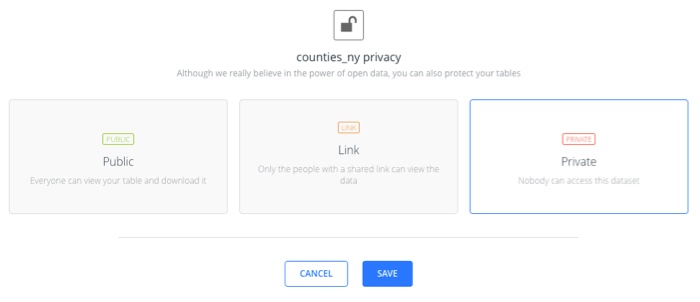 counties_ny privacy
Although we really believe in the power of open data, you can also protect your tables
PUBLIC
Public
Everyone can view your table and download it
LINK
Link
Only the people with a shared link can view the
data
PRIVATE
Private
Nobody can access this dataset
CANCEL
SAVE